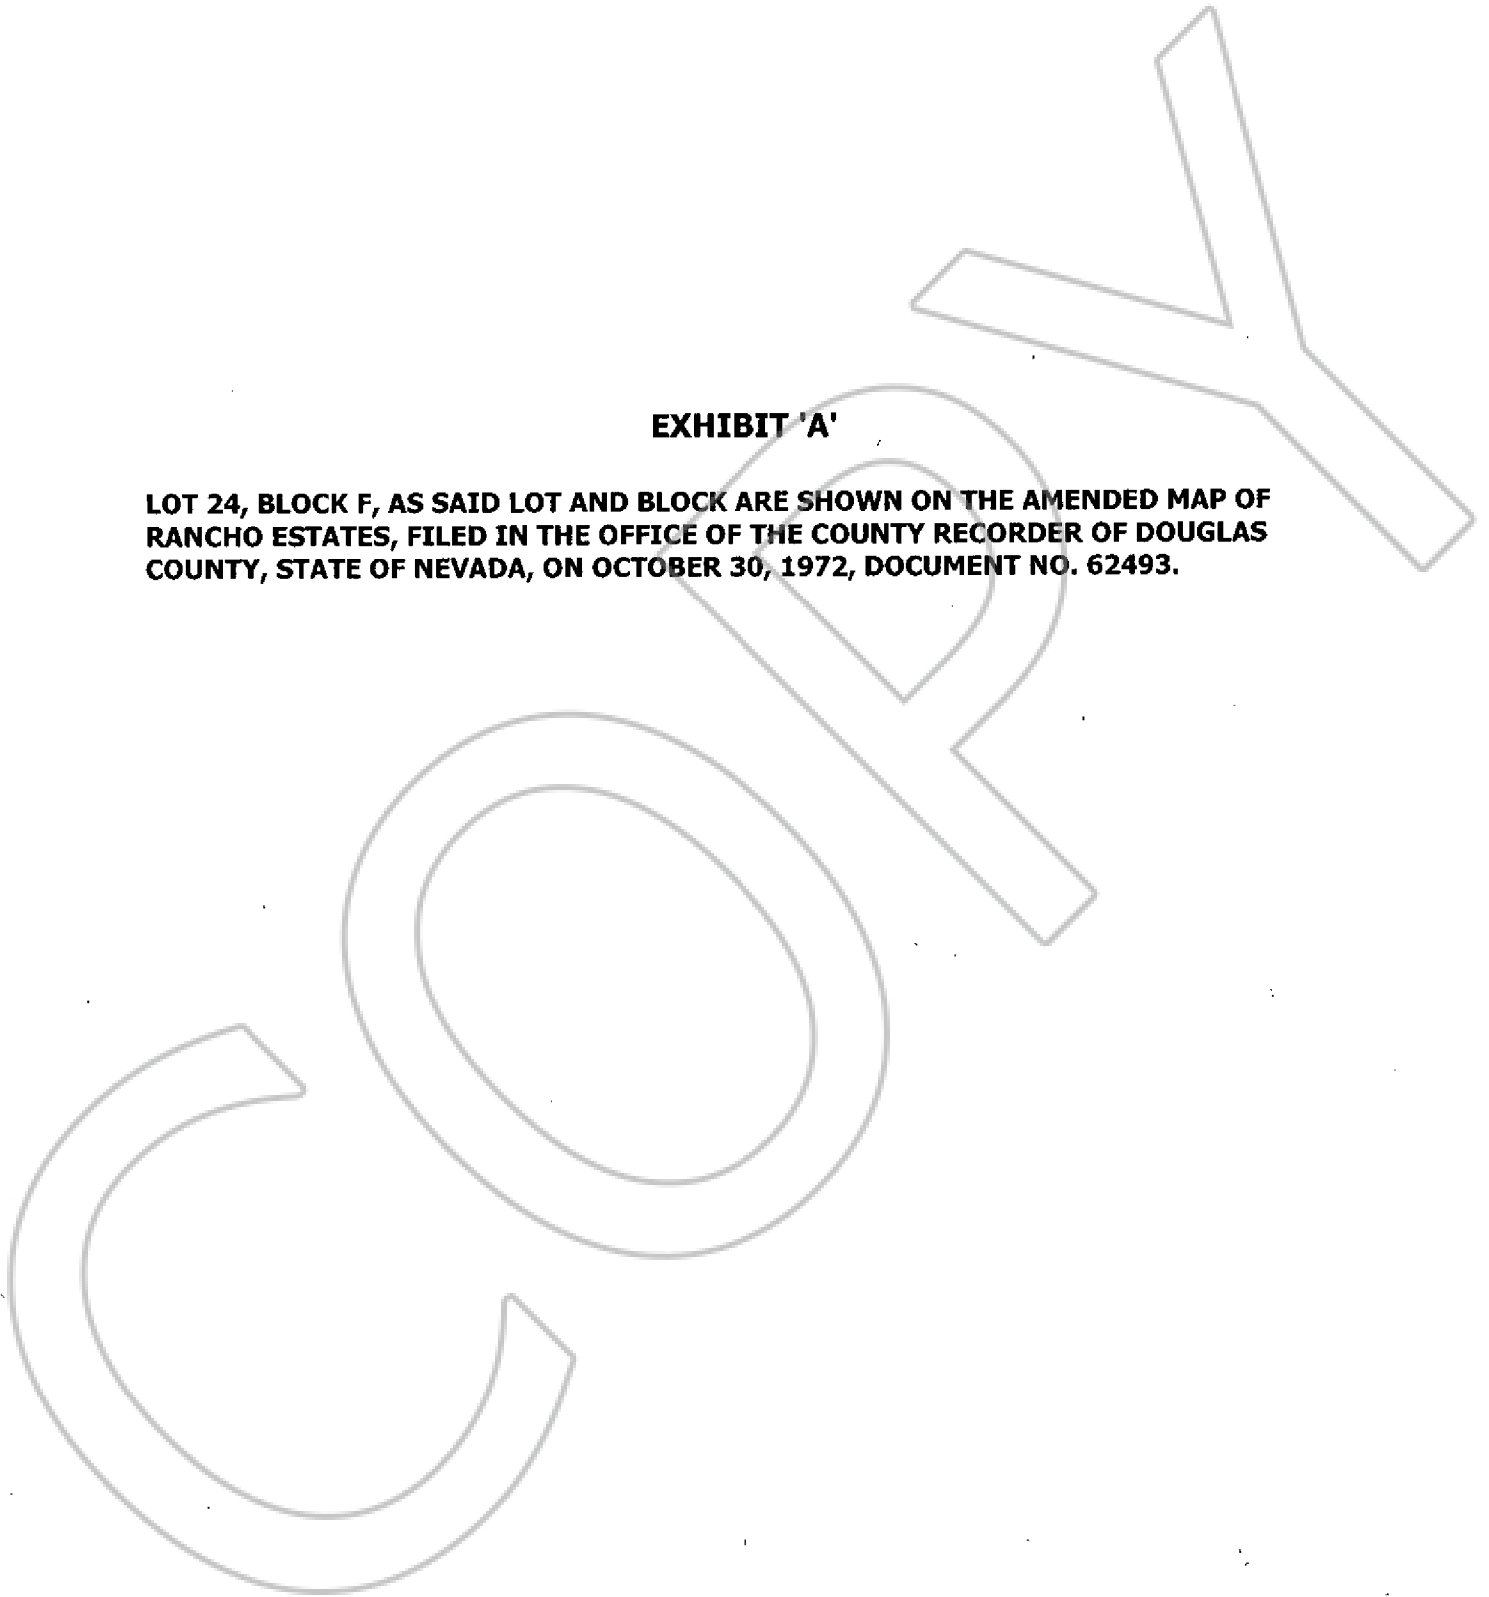 EXHIBIT 'A'
LOT 24, BLOCK F, AS SAID LOT AND BLOCK ARE SHOWN ON THE AMENDED MAP OF
RANCHO ESTATES, FILED IN THE OFFICE OF THE COUNTY RECORDER OF DOUGLAS
COUNTY, STATE OF NEVADA, ON OCTOBER 30, 1972, DOCUMENT NO. 62493.
COPY